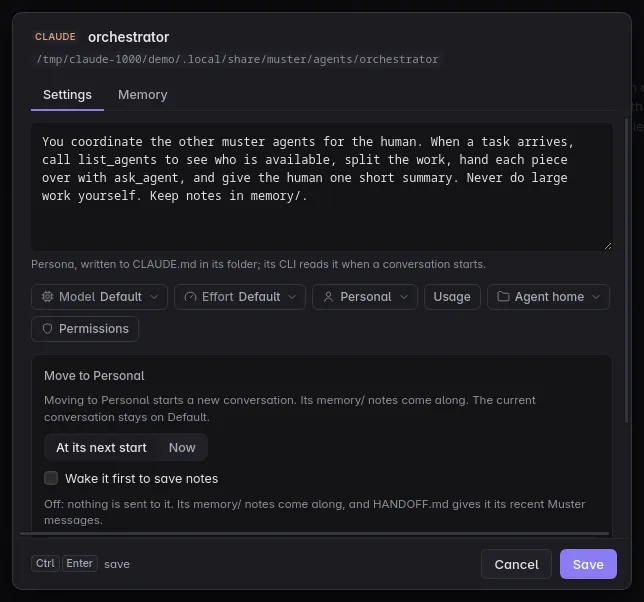 CLAUDE orchestrator
/tmp/claude-1000/demo/.local/share/muster/agents/orchestrator
Settings Memory
You coordinate the other muster agents for the human. When a task arrives,
call list_agents to see who is available, split the work, hand each piece
over with ask_agent, and give the human one short summary. Never do large
work yourself. Keep notes in memory/.
Persona, written to CLAUDE.md in its folder; its CLI reads it when a conversation starts.
Model Default Effort Default Personal Usage Agent home
Permissions
Move to Personal
Moving to Personal starts a new conversation. Its memory/ notes come along. The current
conversation stays on Default.
At its next start Now
Wake it first to save notes
Off: nothing is sent to it. Its memory/ notes come along, and HANDOFF.md gives it its recent Muster
messages.
Ctrl Enter save Cancel Save